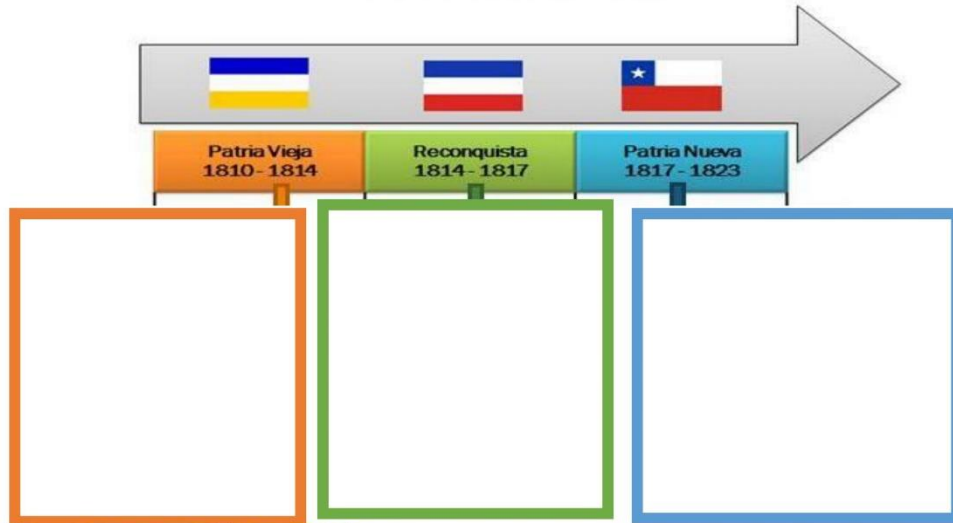 Patria Vieja
1810 - 1814
Reconquista
1814 - 1817
Patria Nueva
1817 - 1823